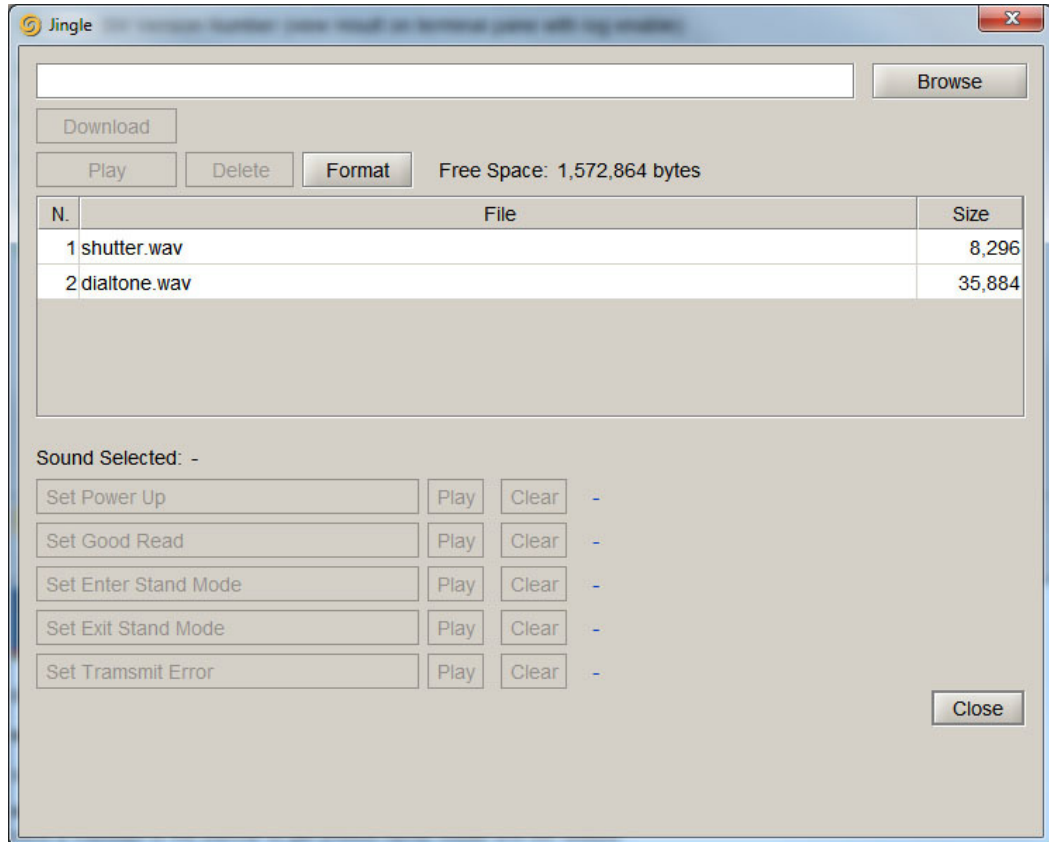 Jingle
Browse
Download
Play Delete Format Free Space: 1,572,864 bytes
N. File Size
1 shutter.wav 8,296
2 dialtone.wav 35,884
Sound Selected: -
Set Power Up Play Clear -
Set Good Read Play Clear -
Set Enter Stand Mode Play Clear -
Set Exit Stand Mode Play Clear -
Set Tramsmit Error Play Clear -
Close